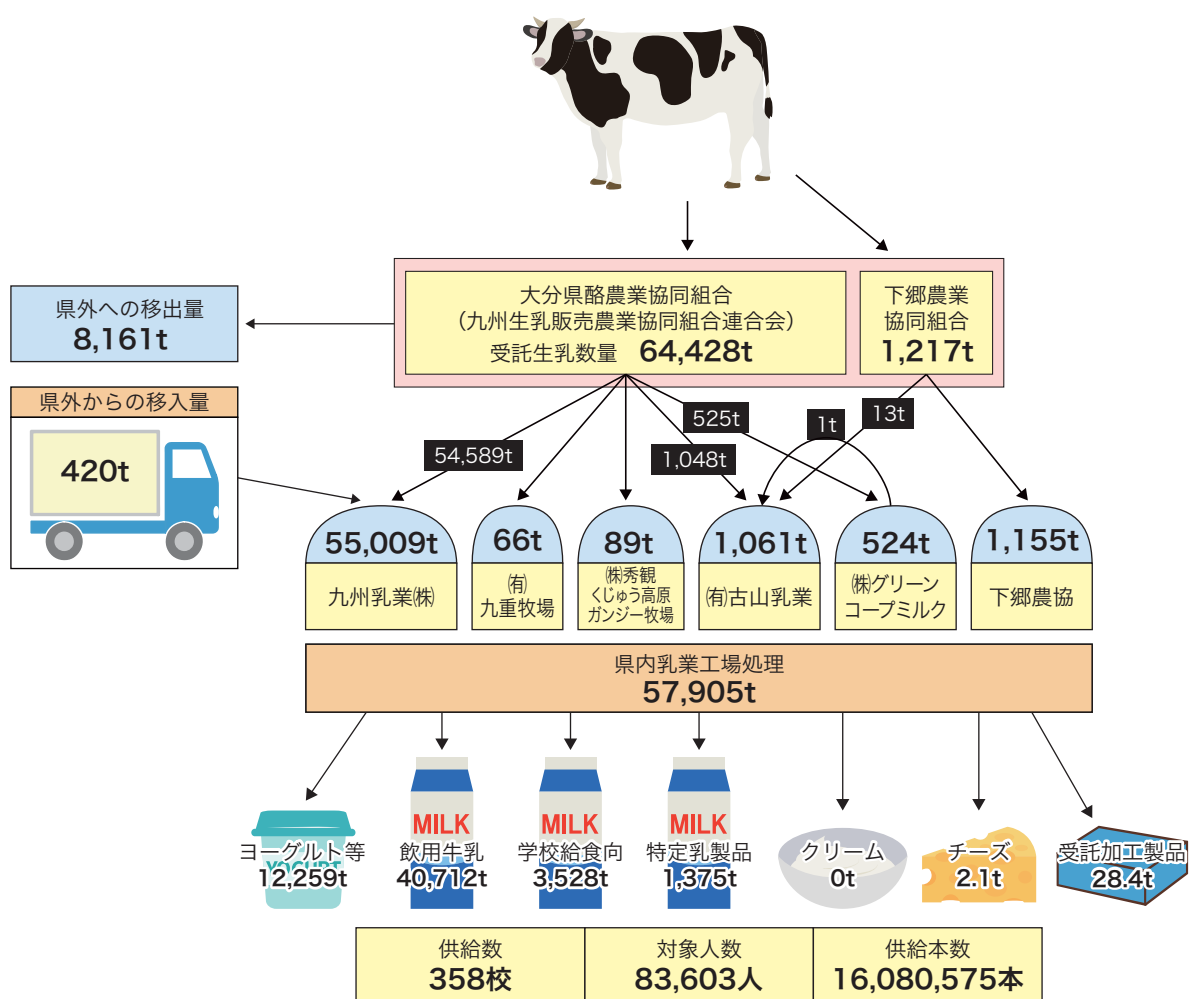 大分県酪農業協同組合
（九州生乳販売農業協同組合連合会）
受託生乳数量 64,428t
下郷農業
協同組合
1,217t
県外への移出量
8,161t
県外からの移入量
420t
54,589t
1,048t
525t
1t
13t
55,009t
九州乳業㈱
66t
㈲
九重牧場
89t
㈱秀観
くじゅう高原
ガンジー牧場
1,061t
㈲古山乳業
524t
㈱グリーン
コープミルク
1,155t
下郷農協
県内乳業工場処理
57,905t
YOGURT
ヨーグルト等
12,259t
MILK
飲用牛乳
40,712t
MILK
学校給食向
3,528t
MILK
特定乳製品
1,375t
クリーム
0t
チーズ
2.1t
受託加工製品
28.4t
供給数
358校
対象人数
83,603人
供給本数
16,080,575本